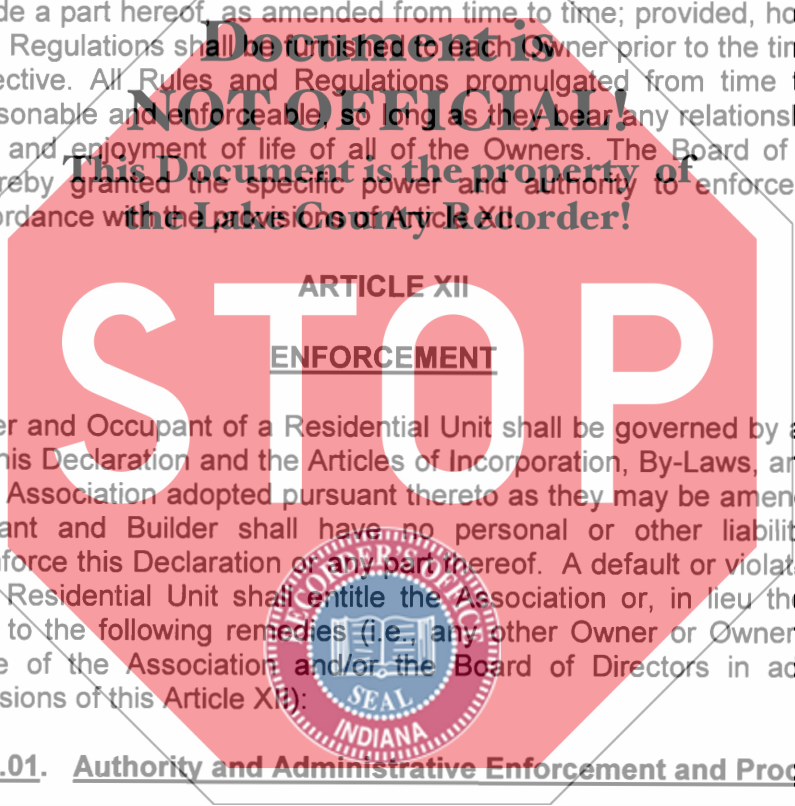 de a part hereof, as amended from time to time; provided, ho
Document is
Regulations shall be furnished to each Owner prior to the tim
ective. All Rules and Regulations promulgated from time t
NOT OFFICIAL!
sonable and enforceable, so long as they bear any relationsh
and enjoyment of life of all of the Owners. The Board of
This Document is the property of
reby granted the specific power and authority to enforce
the Lake County Recorder!
ordance with the provisions of Article XII.
ARTICLE XII
STOP
ENFORCEMENT
er and Occupant of a Residential Unit shall be governed by a
his Declaration and the Articles of Incorporation, By-Laws, an
Association adopted pursuant thereto as they may be amen
ant and Builder shall have no personal or other liabilit
nforce this Declaration or any part thereof. A default or violat
Residential Unit shall entitle the Association or, in lieu the
to the following remedies (i.e., any other Owner or Owner
e of the Association and/or the Board of Directors in ac
isions of this Article XII):
RECORDER'S OFFICE
SEAL
INDIANA
.01. Authority and Administrative Enforcement and Proc